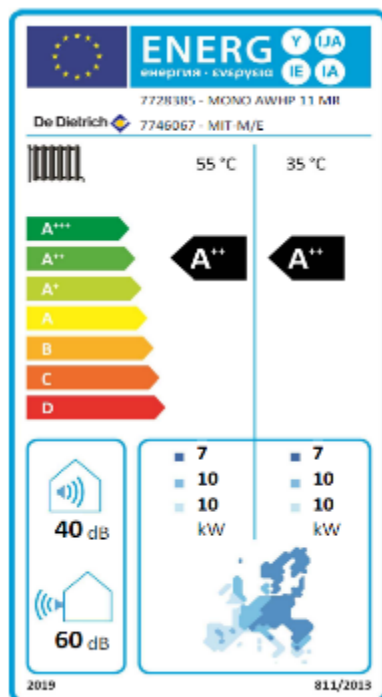 ENERG Y IJA
енергия · ενεργεια IE IA
7728385 - MONO AWHP 11 MR
De Dietrich 7746067 - MIT-M/E
55 °C 35 °C
A+++
A++ A++ A++
A+
A
B
C
D
7 7
10 10
10 10
40 dB kW kW
60 dB
2019 811/2013